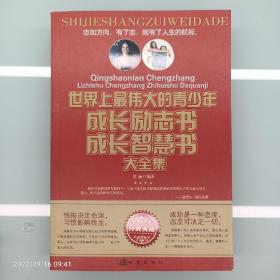 SHIJIESHANGZUIWEIDADE
志如方向，有了志，就有了人生的航标。
Qingshaonian Chengzhang
Lizhishu Chengzhang Zhihuishu Daquanji
世界上最伟大的青少年
成长励志书
成长智慧书
大全集
性格决定命运，
习惯影响终生。
成功是一种态度，
态度可决定一切。
2022/09/16 09:41